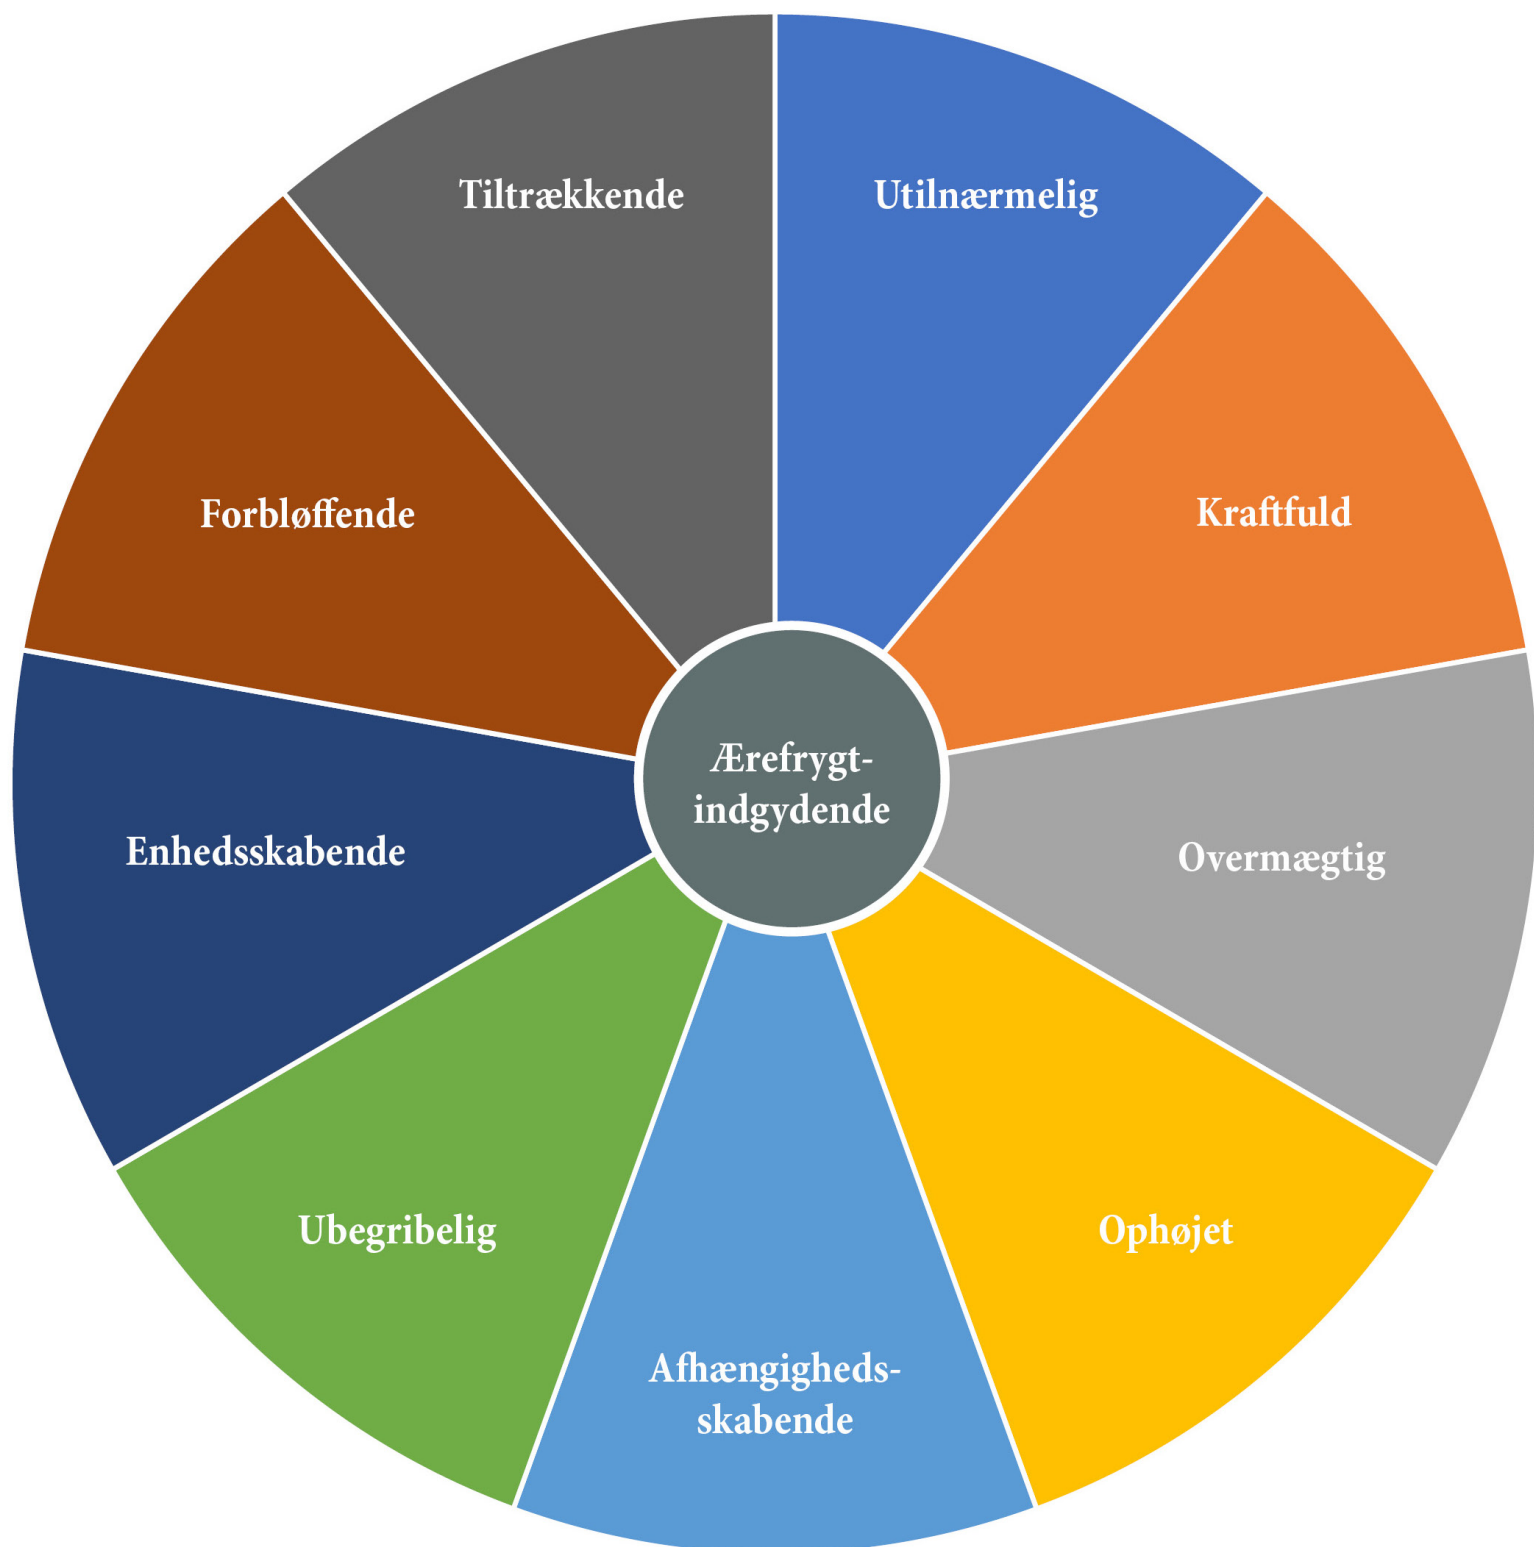 Tiltrækkende
Utilnærmelig
Forbløffende
Kraftfuld
Ærefrygt-
indgydende
Enhedsskabende
Overmægtig
Ubegribelig
Ophøjet
Afhængigheds-
skabende